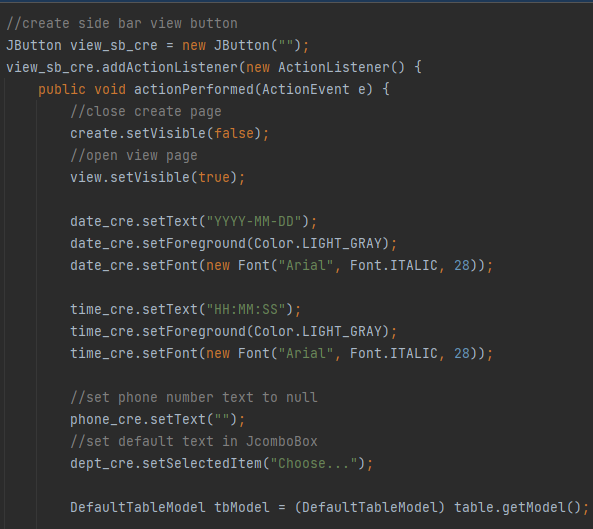 //create side bar view button
JButton view_sb_cre = new JButton("");
view_sb_cre.addActionListener(new ActionListener() {
    public void actionPerformed(ActionEvent e) {
        //close create page
        create.setVisible(false);
        //open view page
        view.setVisible(true);

        date_cre.setText("YYYY-MM-DD");
        date_cre.setForeground(Color.LIGHT_GRAY);
        date_cre.setFont(new Font("Arial", Font.ITALIC, 28));

        time_cre.setText("HH:MM:SS");
        time_cre.setForeground(Color.LIGHT_GRAY);
        time_cre.setFont(new Font("Arial", Font.ITALIC, 28));

        //set phone number text to null
        phone_cre.setText("");
        //set default text in JcomboBox
        dept_cre.setSelectedItem("Choose...");

        DefaultTableModel tbModel = (DefaultTableModel) table.getModel();